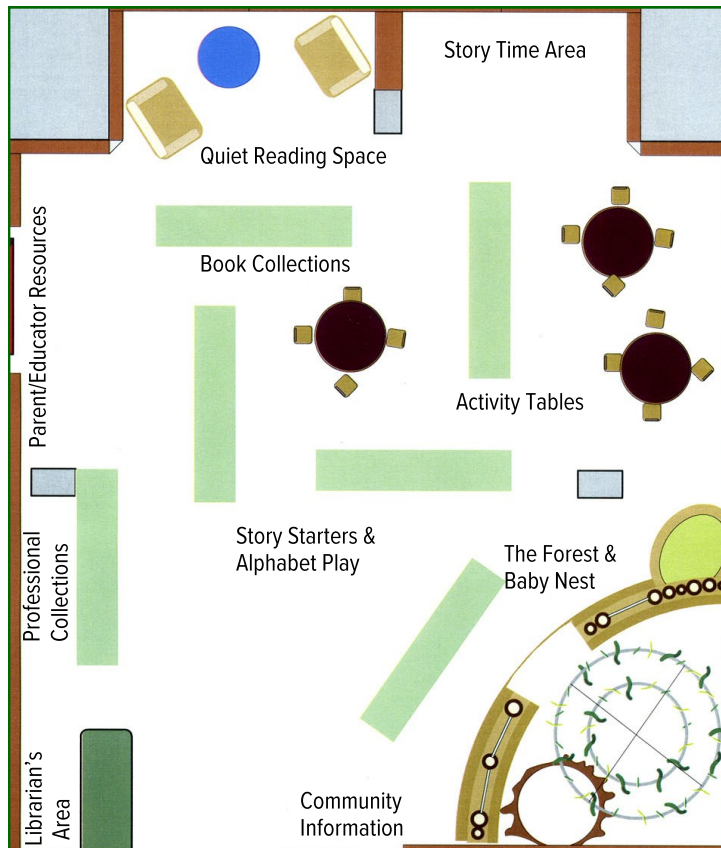 Story Time Area
Quiet Reading Space
Book Collections
Parent/Educator Resources
Activity Tables
Story Starters &
Alphabet Play
The Forest &
Baby Nest
Professional
Collections
Community
Information
Librarian's
Area